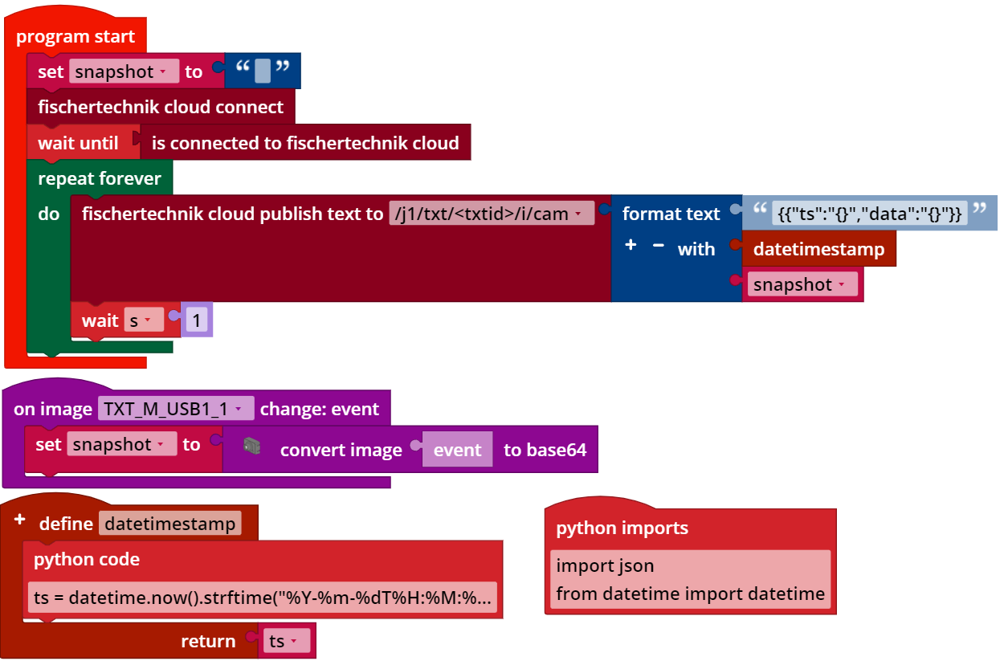 program start
set snapshot to “ ”
fischertechnik cloud connect
wait until is connected to fischertechnik cloud
repeat forever
do fischertechnik cloud publish text to /j1/txt/<txtid>/i/cam format text “ {{"ts":"{}","data":"{}"}} ”
+ − with datetimestamp
snapshot
wait s 1
on image TXT_M_USB1_1 change: event
set snapshot to convert image event to base64
+ define datetimestamp
python code
ts = datetime.now().strftime("%Y-%m-%dT%H:%M:%...
return ts
python imports
import json
from datetime import datetime